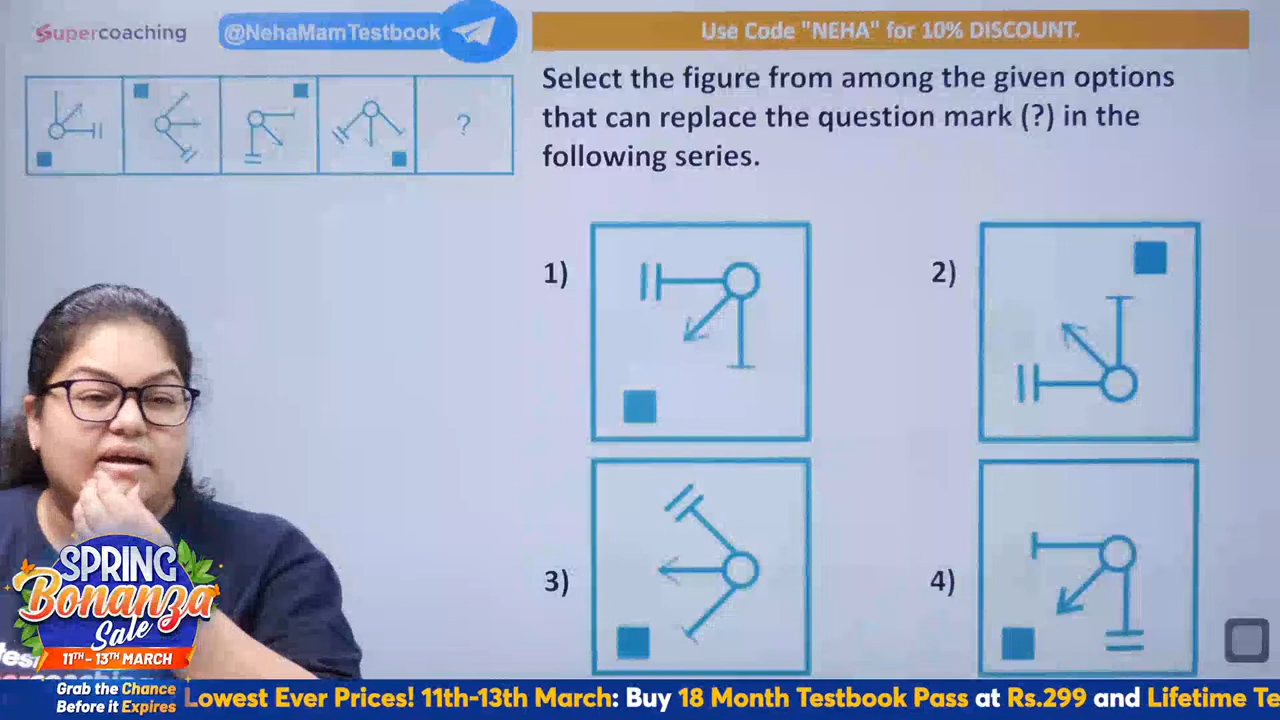 Supercoaching
@NehaMamTestbook
Use Code "NEHA" for 10% DISCOUNT.
Select the figure from among the given options
that can replace the question mark (?) in the
following series.
?
1)
2)
3)
4)
SPRING
Bonanza
Sale
11TH - 13TH MARCH
Grab the Chance
Before it Expires
Lowest Ever Prices! 11th-13th March: Buy 18 Month Testbook Pass at Rs.299 and Lifetime Te